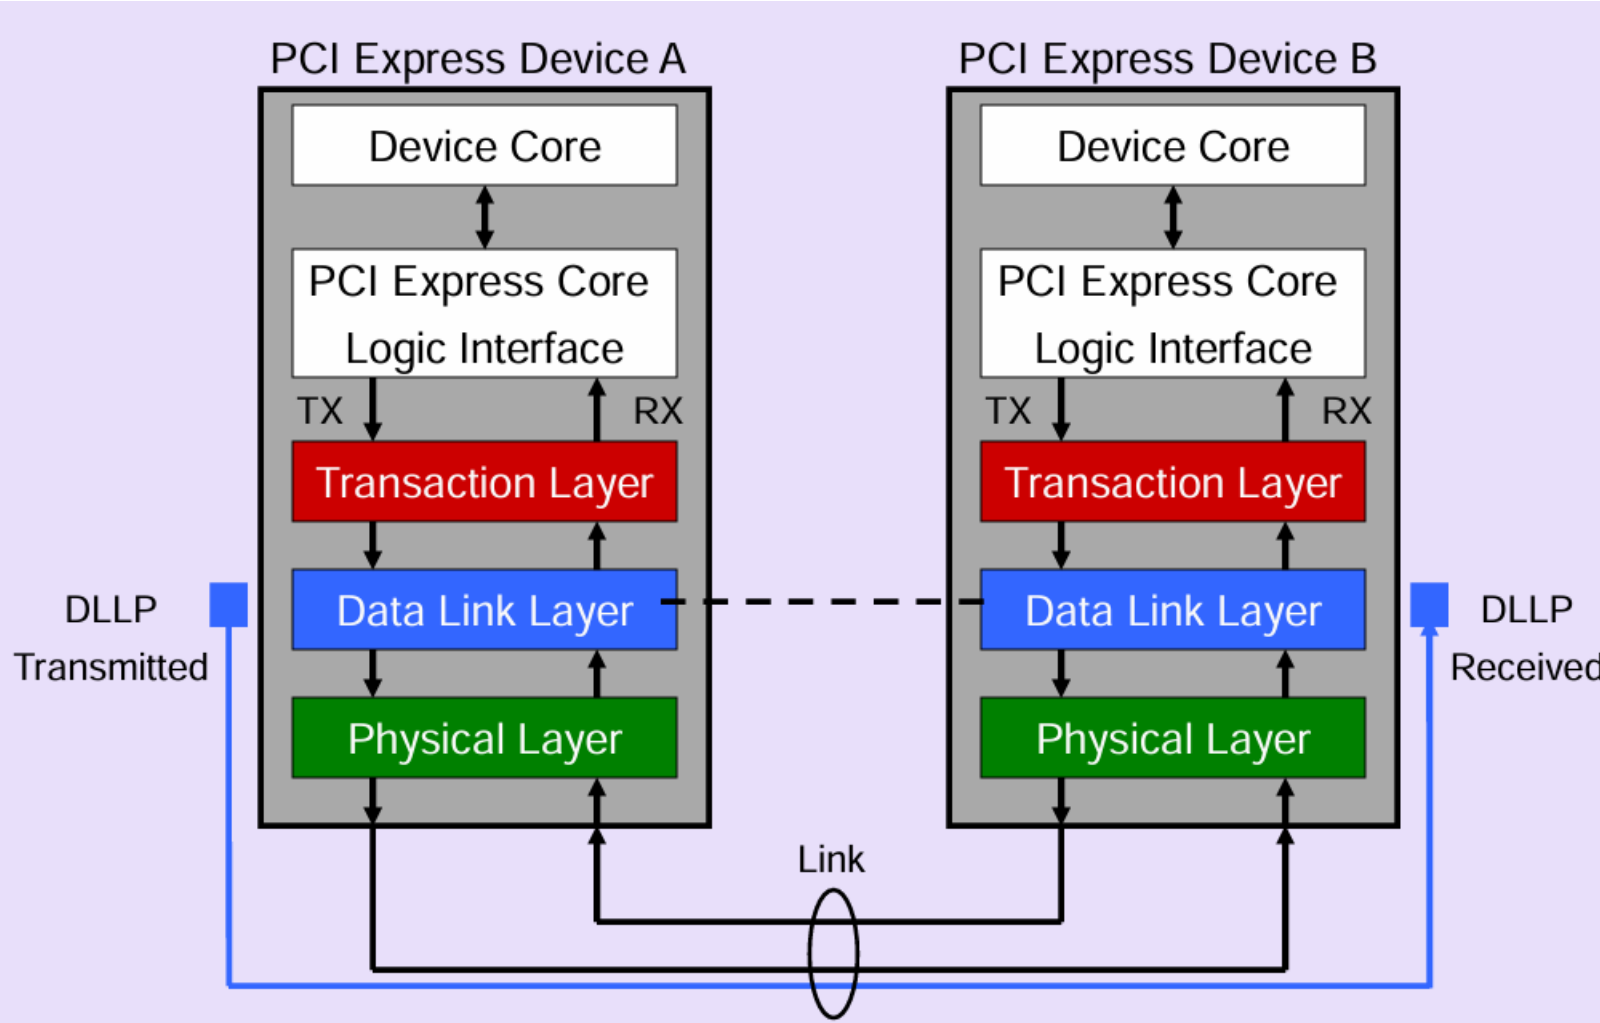 PCI Express Device A
PCI Express Device B
Device Core
Device Core
PCI Express Core
Logic Interface
PCI Express Core
Logic Interface
TX
RX
TX
RX
Transaction Layer
Transaction Layer
DLLP
Transmitted
Data Link Layer
Data Link Layer
DLLP
Received
Physical Layer
Physical Layer
Link